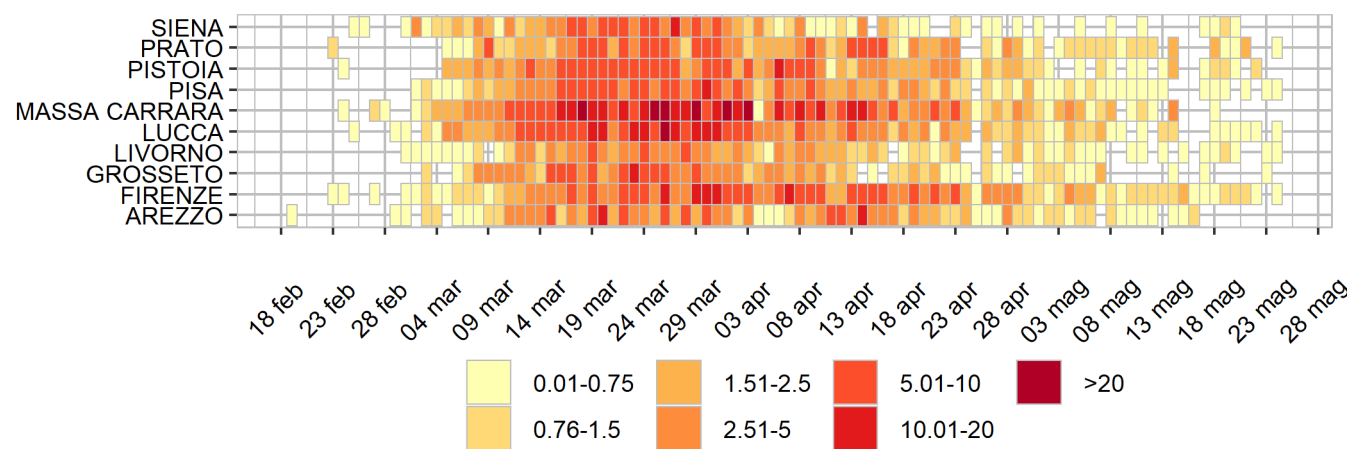 SIENA
PRATO
PISTOIA
PISA
MASSA CARRARA
LUCCA
LIVORNO
GROSSETO
FIRENZE
AREZZO
18 feb
23 feb
28 feb
04 mar
09 mar
14 mar
19 mar
24 mar
29 mar
03 apr
08 apr
13 apr
18 apr
23 apr
28 apr
03 mag
08 mag
13 mag
18 mag
23 mag
28 mag
0.01-0.75 1.51-2.5 5.01-10 >20
0.76-1.5 2.51-5 10.01-20